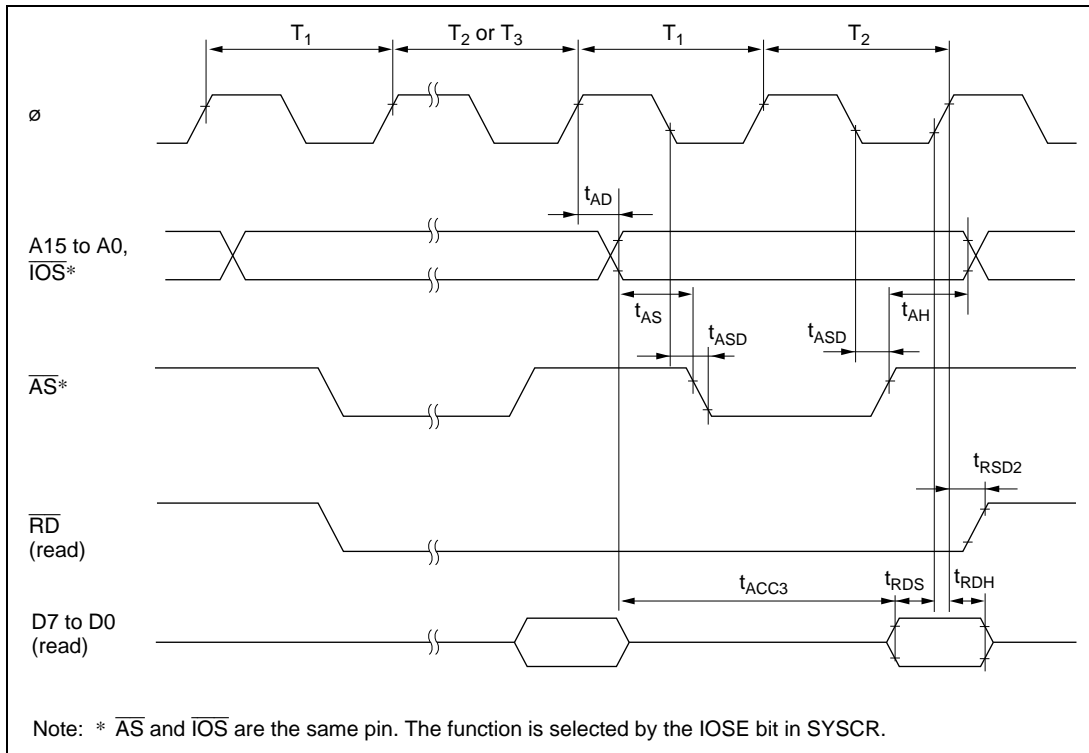 T1 T2 or T3 T1 T2
ø
tAD
A15 to A0,
IOS*
tAS tASD tASD tAH
AS*
tRSD2
RD
(read)
tACC3 tRDS tRDH
D7 to D0
(read)
Note: * AS and IOS are the same pin. The function is selected by the IOSE bit in SYSCR.